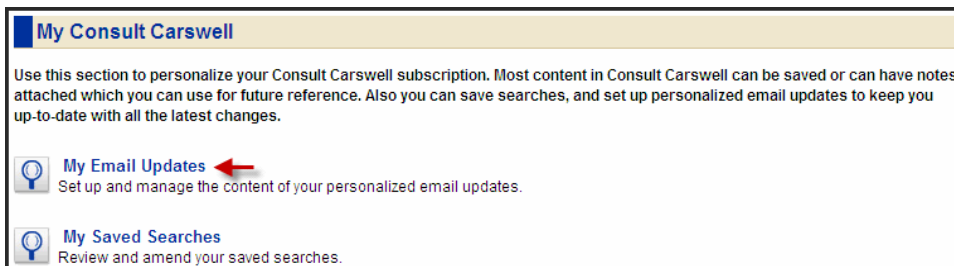 My Consult Carswell
Use this section to personalize your Consult Carswell subscription. Most content in Consult Carswell can be saved or can have notes
attached which you can use for future reference. Also you can save searches, and set up personalized email updates to keep you
up-to-date with all the latest changes.
My Email Updates
Set up and manage the content of your personalized email updates.
My Saved Searches
Review and amend your saved searches.